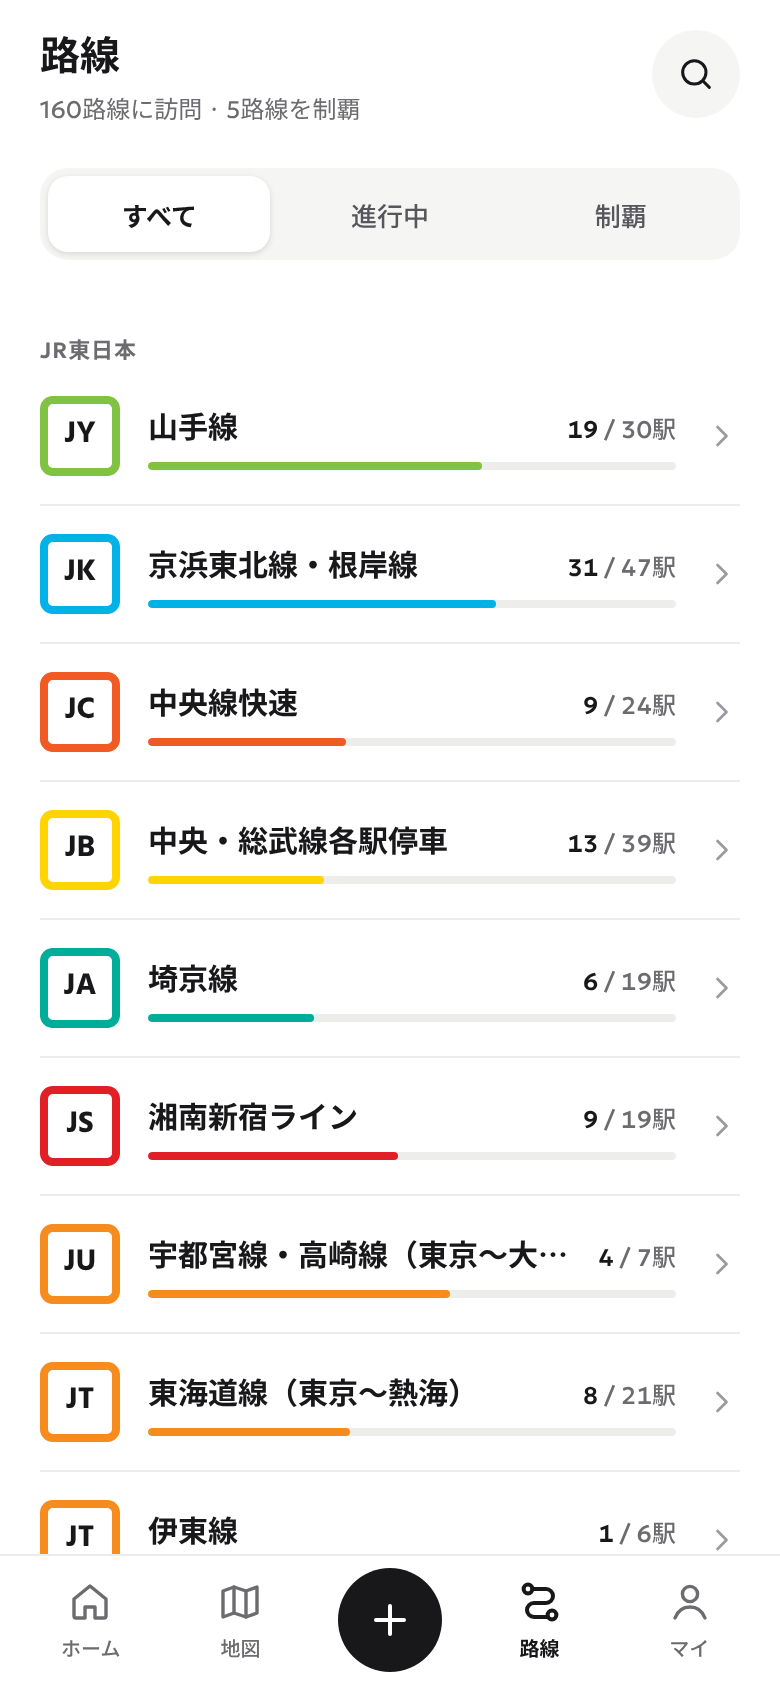 路線
160路線に訪問・5路線を制覇
すべて
進行中
制覇
JR東日本
JY 山手線 19 / 30駅
JK 京浜東北線・根岸線 31 / 47駅
JC 中央線快速 9 / 24駅
JB 中央・総武線各駅停車 13 / 39駅
JA 埼京線 6 / 19駅
JS 湘南新宿ライン 9 / 19駅
JU 宇都宮線・高崎線（東京〜大… 4 / 7駅
JT 東海道線（東京〜熱海） 8 / 21駅
JT 伊東線 1 / 6駅
ホーム
地図
路線
マイ